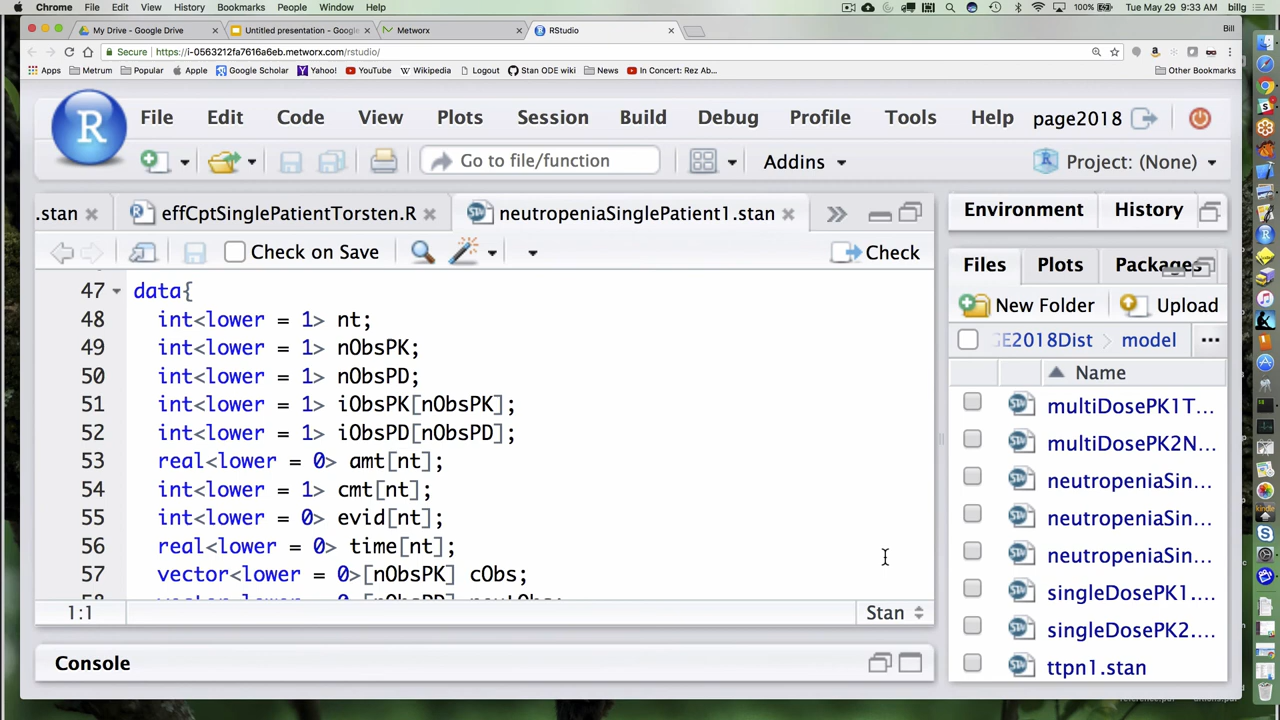 Chrome File Edit View History Bookmarks People Window Help 100% Tue May 29 9:33 AM billg
My Drive - Google Drive × Untitled presentation - Google × Metworx × RStudio × Bill
Secure https://i-0563212fa7616a6eb.metworx.com/rstudio/
Apps Metrum Popular Apple Google Scholar Yahoo! YouTube Wikipedia Logout Stan ODE wiki News In Concert: Rez Ab... Other Bookmarks
R File Edit Code View Plots Session Build Debug Profile Tools Help page2018
Go to file/function Addins Project: (None)
.stan effCptSinglePatientTorsten.R neutropeniaSinglePatient1.stan
Check on Save Check
47 data{
48 int<lower = 1> nt;
49 int<lower = 1> nObsPK;
50 int<lower = 1> nObsPD;
51 int<lower = 1> iObsPK[nObsPK];
52 int<lower = 1> iObsPD[nObsPD];
53 real<lower = 0> amt[nt];
54 int<lower = 1> cmt[nt];
55 int<lower = 0> evid[nt];
56 real<lower = 0> time[nt];
57 vector<lower = 0>[nObsPK] cObs;
1:1 Stan
Console
Environment History
Files Plots Packages
New Folder Upload
GE2018Dist model ...
Name
multiDosePK1T...
multiDosePK2N...
neutropeniaSin...
neutropeniaSin...
neutropeniaSin...
singleDosePK1....
singleDosePK2....
ttpn1.stan